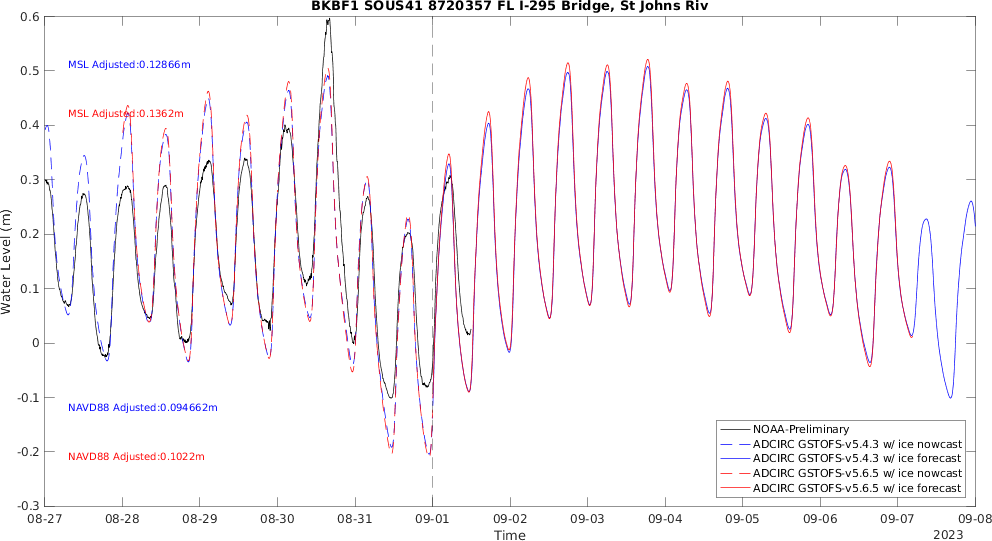 BKBF1 SOUS41 8720357 FL I-295 Bridge, St Johns Riv
0.6
0.5
0.4
0.3
0.2
0.1
0
-0.1
-0.2
-0.3
Water Level (m)
MSL Adjusted:0.12866m
MSL Adjusted:0.1362m
NAVD88 Adjusted:0.094662m
NAVD88 Adjusted:0.1022m
NOAA-Preliminary
ADCIRC GSTOFS-v5.4.3 w/ ice nowcast
ADCIRC GSTOFS-v5.4.3 w/ ice forecast
ADCIRC GSTOFS-v5.6.5 w/ ice nowcast
ADCIRC GSTOFS-v5.6.5 w/ ice forecast
08-27 08-28 08-29 08-30 08-31 09-01 09-02 09-03 09-04 09-05 09-06 09-07 09-08
Time
2023